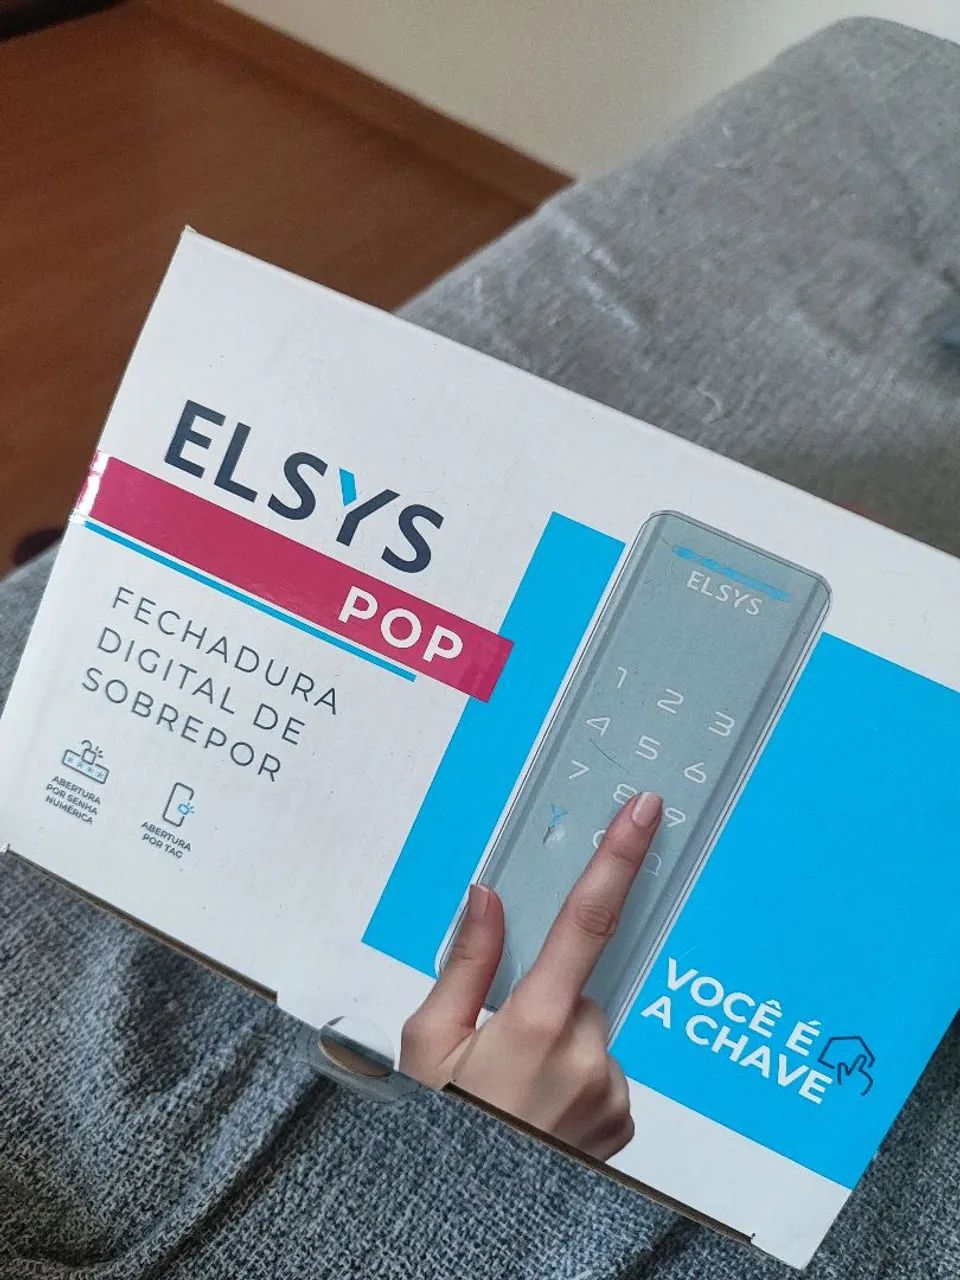 ELSYS
POP
FECHADURA
DIGITAL DE
SOBREPOR
****
ABERTURA
POR SENHA
NUMÉRICA
ABERTURA
POR TAG
ELSYS
1 2 3
4 5 6
7 8 9
VOCÊ É
A CHAVE